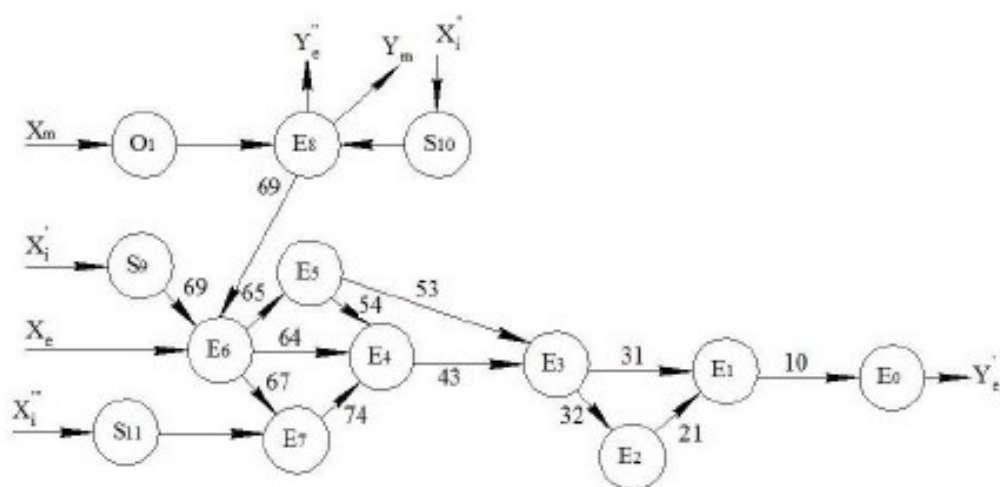 Y''e Ym X''i
Xm O1 E8 S10
69
X'i S9 E5 53
69 65 54
Xe E6 64 E4 43 E3 31 E1 10 E0 Y'e
67 74 32 21
X'''i S11 E7 E2